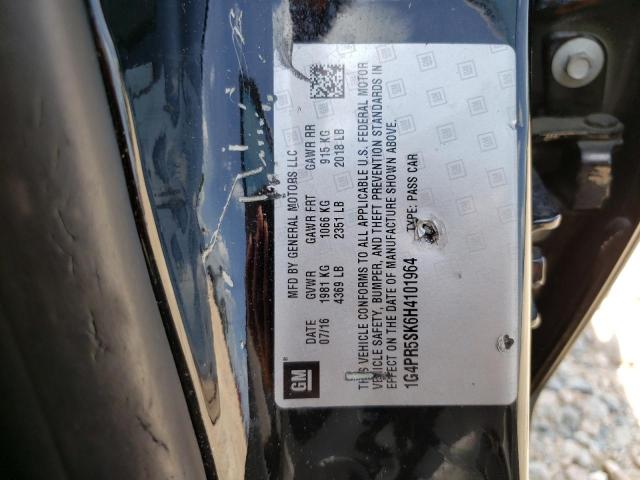 GM
MFD BY GENERAL MOTORS LLC
DATE GVWR GAWR FRT GAWR RR
07/16 1981 KG 1066 KG 915 KG
4369 LB 2351 LB 2018 LB
THIS VEHICLE CONFORMS TO ALL APPLICABLE U.S. FEDERAL MOTOR
VEHICLE SAFETY, BUMPER, AND THEFT PREVENTION STANDARDS IN
EFFECT ON THE DATE OF MANUFACTURE SHOWN ABOVE.
1G4PR5SK6H4101964 TYPE: PASS CAR